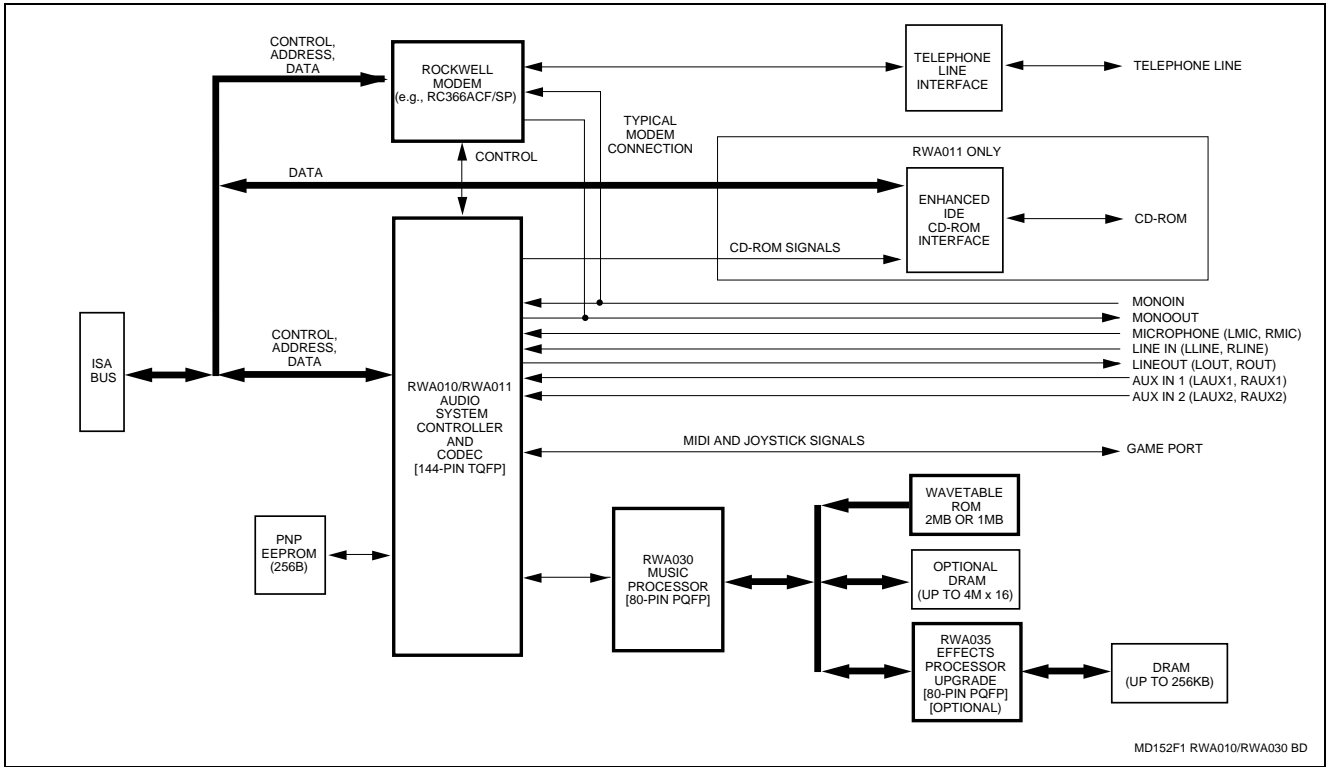 CONTROL,
ADDRESS,
DATA
ROCKWELL
MODEM
(e.g., RC366ACF/SP)
TELEPHONE
LINE
INTERFACE
TELEPHONE LINE
TYPICAL
MODEM
CONNECTION
CONTROL
RWA011 ONLY
DATA
ENHANCED
IDE
CD-ROM
INTERFACE
CD-ROM
CD-ROM SIGNALS
MONOIN
MONOOUT
MICROPHONE (LMIC, RMIC)
LINE IN (LLINE, RLINE)
LINEOUT (LOUT, ROUT)
AUX IN 1 (LAUX1, RAUX1)
AUX IN 2 (LAUX2, RAUX2)
ISA
BUS
CONTROL,
ADDRESS,
DATA
RWA010/RWA011
AUDIO
SYSTEM
CONTROLLER
AND
CODEC
[144-PIN TQFP]
MIDI AND JOYSTICK SIGNALS
GAME PORT
PNP
EEPROM
(256B)
RWA030
MUSIC
PROCESSOR
[80-PIN PQFP]
WAVETABLE
ROM
2MB OR 1MB
OPTIONAL
DRAM
(UP TO 4M x 16)
RWA035
EFFECTS
PROCESSOR
UPGRADE
[80-PIN PQFP]
[OPTIONAL)
DRAM
(UP TO 256KB)
MD152F1 RWA010/RWA030 BD